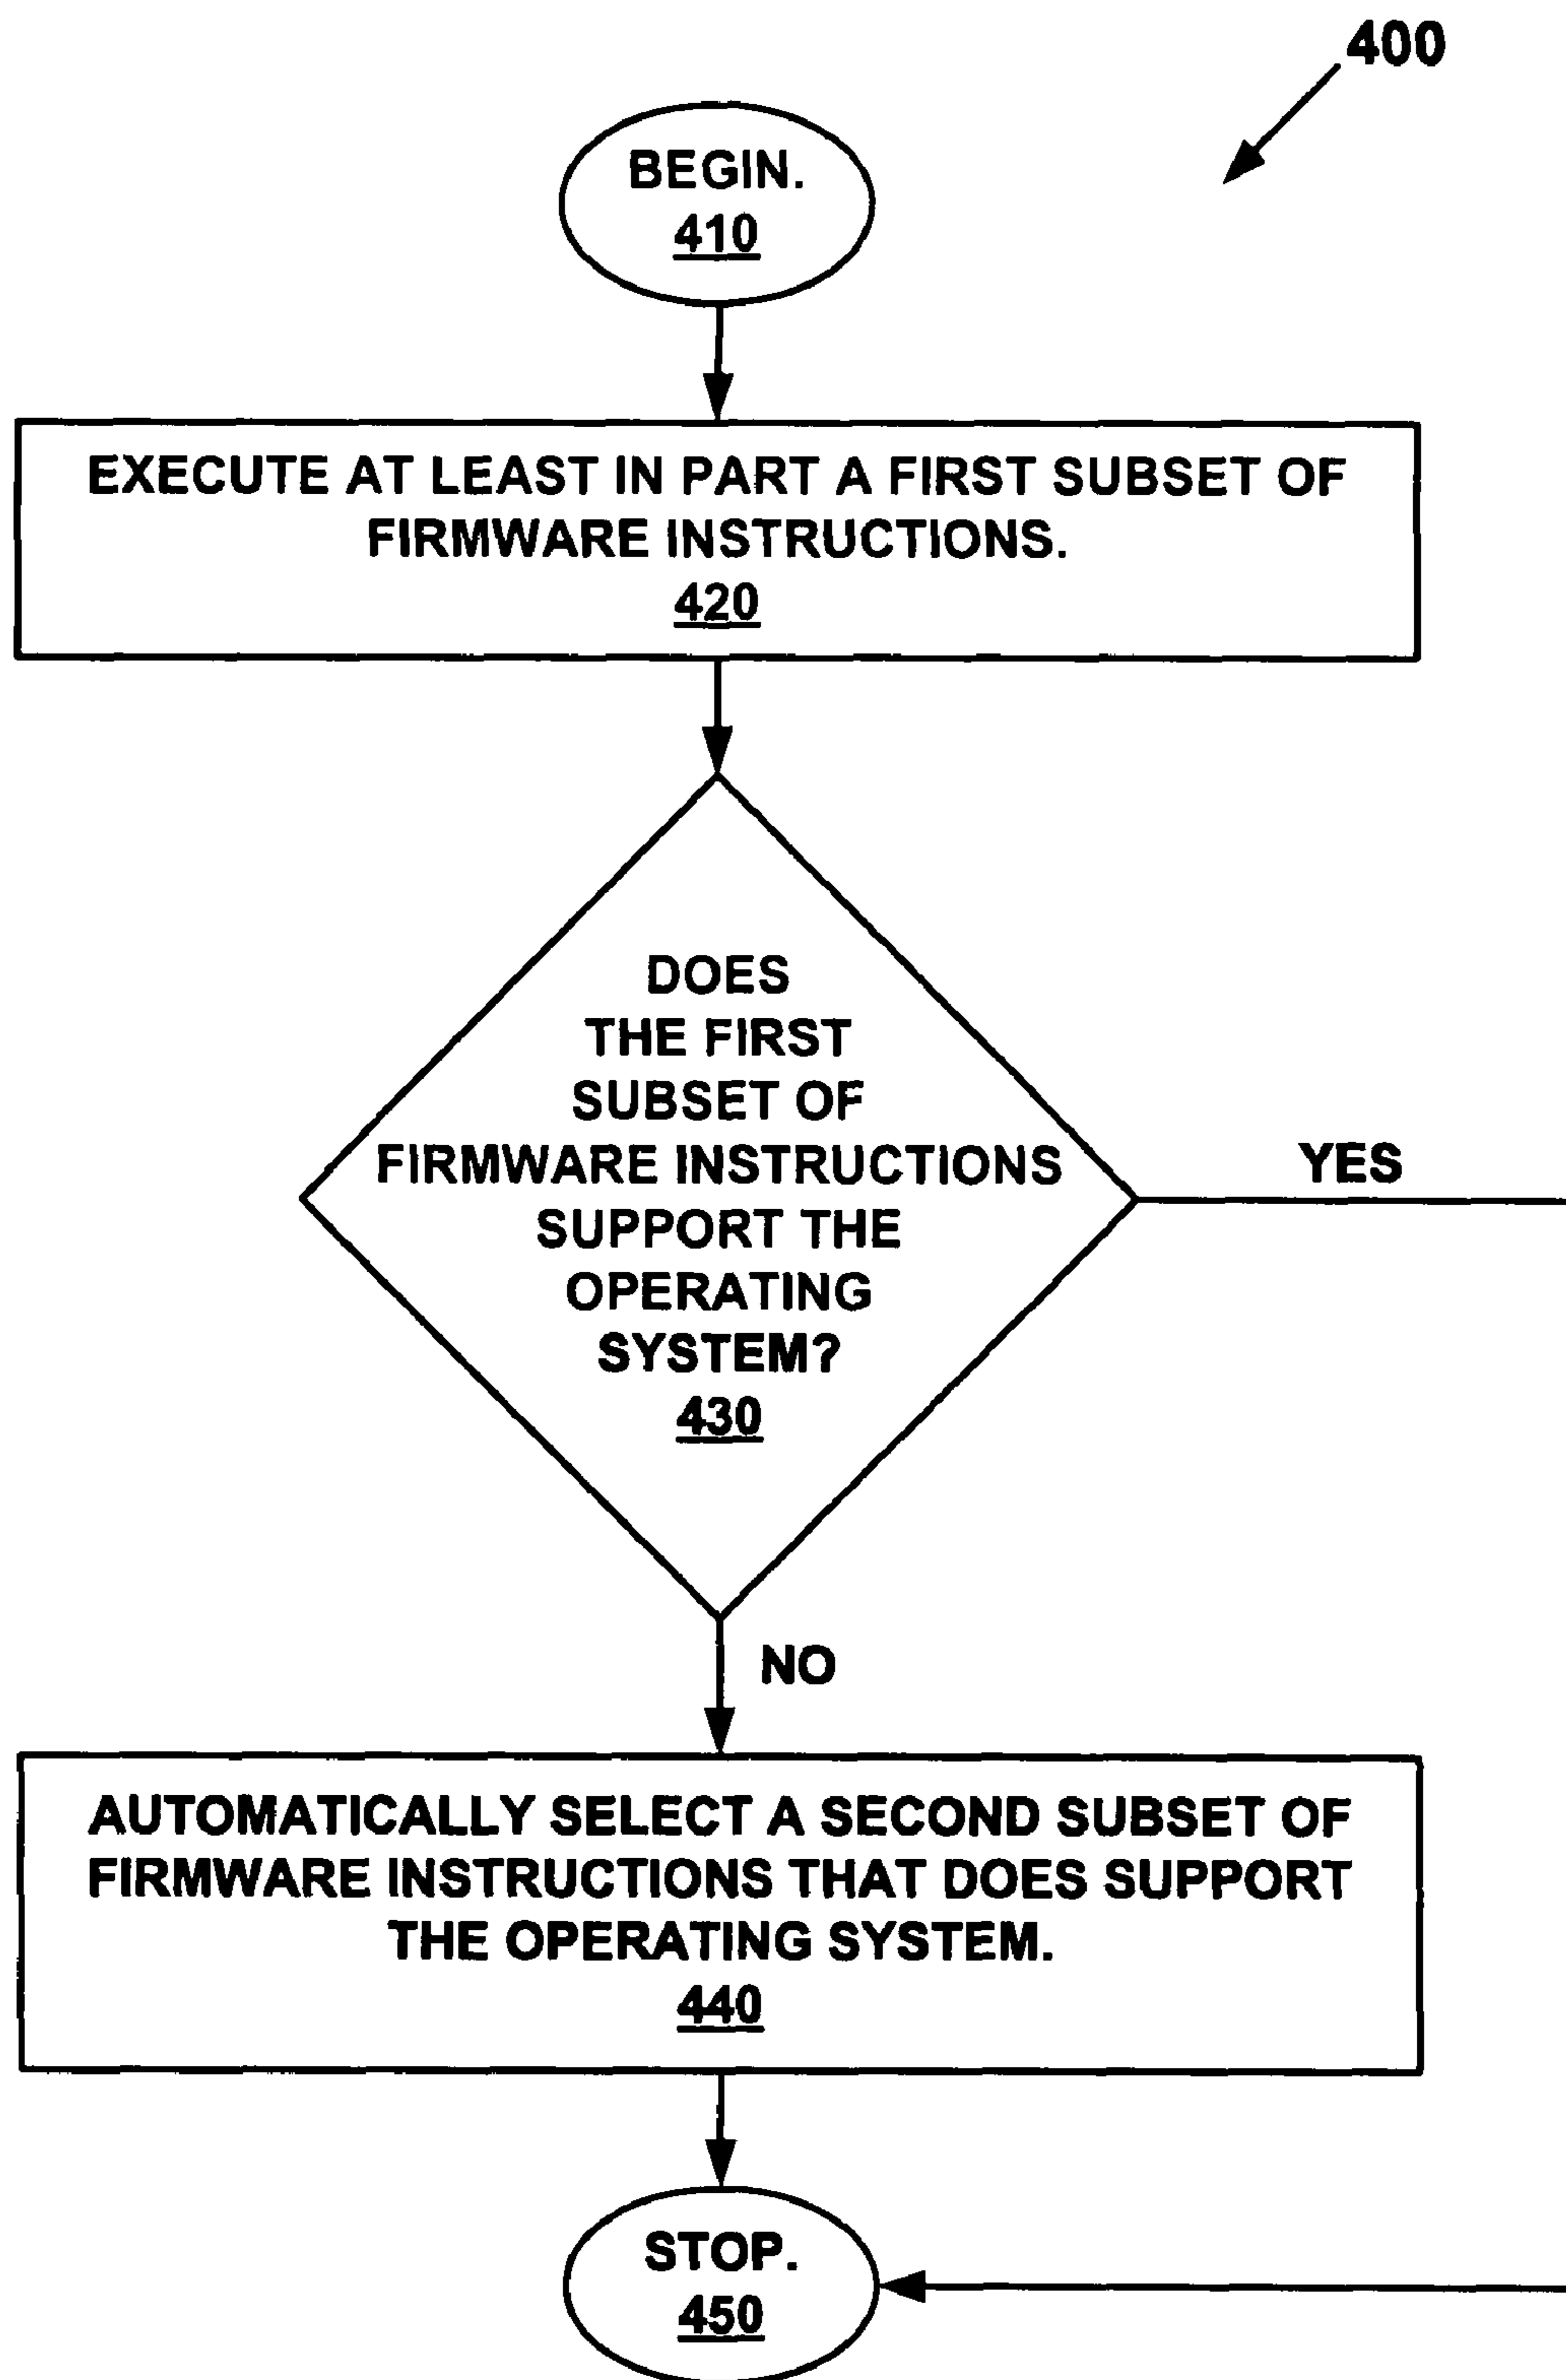 400
BEGIN.
410
EXECUTE AT LEAST IN PART A FIRST SUBSET OF
FIRMWARE INSTRUCTIONS.
420
DOES
THE FIRST
SUBSET OF
FIRMWARE INSTRUCTIONS
SUPPORT THE
OPERATING
SYSTEM?
430
YES
NO
AUTOMATICALLY SELECT A SECOND SUBSET OF
FIRMWARE INSTRUCTIONS THAT DOES SUPPORT
THE OPERATING SYSTEM.
440
STOP.
450